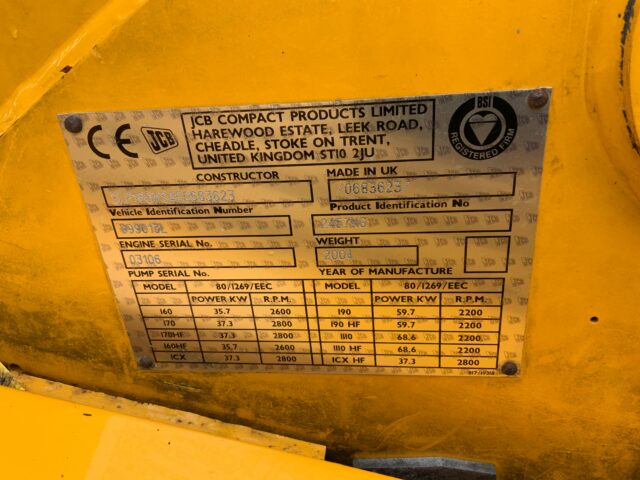 CE JCB
JCB COMPACT PRODUCTS LIMITED
HAREWOOD ESTATE, LEEK ROAD,
CHEADLE, STOKE ON TRENT,
UNITED KINGDOM ST10 2JU
BSI
REGISTERED FIRM
CONSTRUCTOR MADE IN UK
0683623
Vehicle Identification Number Product Identification No
ENGINE SERIAL No. WEIGHT
03106 2004
PUMP SERIAL No. YEAR OF MANUFACTURE
MODEL 80/1269/EEC MODEL 80/1269/EEC
POWER KW R.P.M. POWER KW R.P.M.
160 35.7 2600 190 59.7 2200
170 37.3 2800 190 HF 59.7 2200
170HF 37.3 2800 1110 68.6 2200
160HF 35.7 2600 1110 HF 68.6 2200
1CX 37.3 2800 1CX HF 37.3 2800